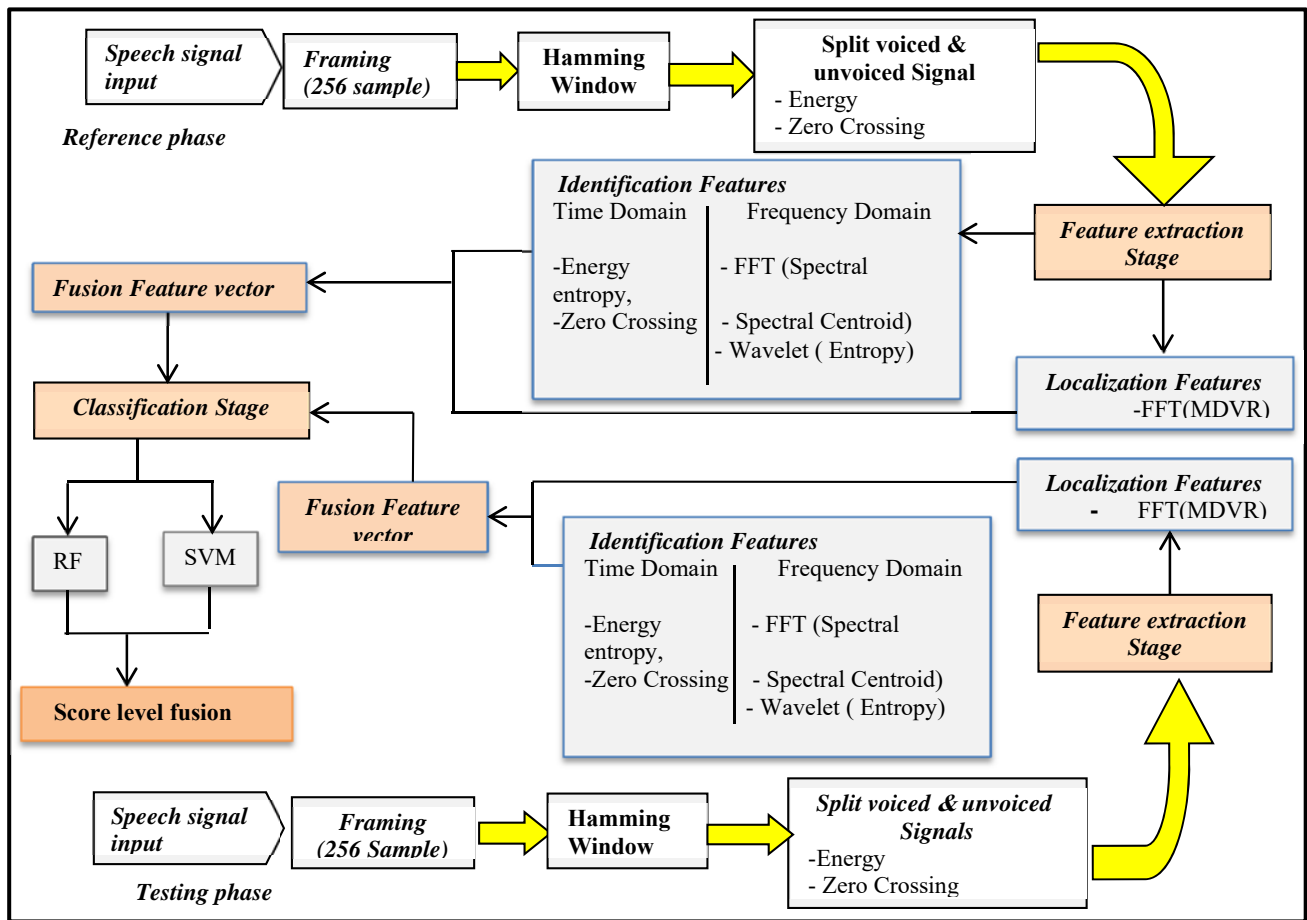 Speech signal
input
Framing
(256 sample)
Hamming
Window
Split voiced &
unvoiced Signal
- Energy
- Zero Crossing
Reference phase
Identification Features
Time Domain
Frequency Domain
-Energy
entropy,
-Zero Crossing
- FFT (Spectral
- Spectral Centroid)
- Wavelet ( Entropy)
Feature extraction
Stage
Fusion Feature vector
Localization Features
-FFT(MDVR)
Classification Stage
Localization Features
- FFT(MDVR)
Fusion Feature
vector
RF
SVM
Identification Features
Time Domain
Frequency Domain
-Energy
entropy,
-Zero Crossing
- FFT (Spectral
- Spectral Centroid)
- Wavelet ( Entropy)
Feature extraction
Stage
Score level fusion
Speech signal
input
Framing
(256 Sample)
Hamming
Window
Split voiced & unvoiced
Signals
-Energy
- Zero Crossing
Testing phase